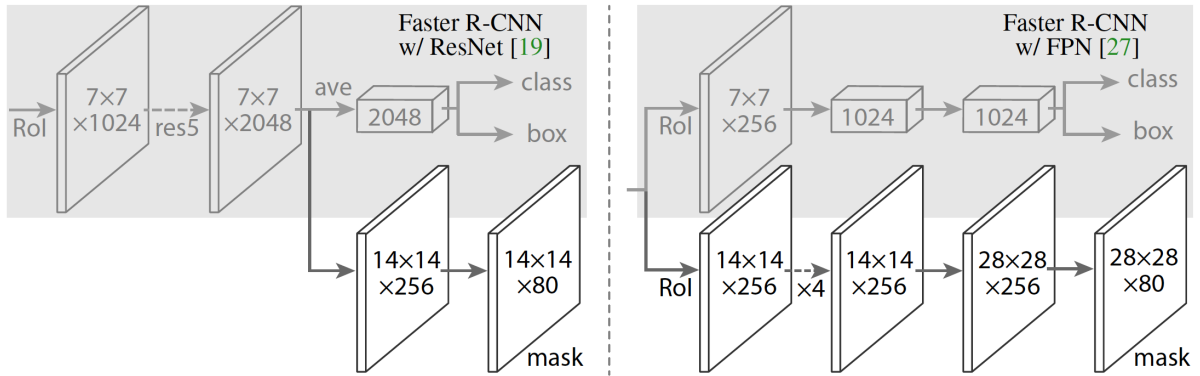 Faster R-CNN
w/ ResNet [19]
RoI
7×7
×1024
res5
7×7
×2048
ave
2048
class
box
14×14
×256
14×14
×80
mask
Faster R-CNN
w/ FPN [27]
RoI
7×7
×256
1024
1024
class
box
RoI
14×14
×256
×4
14×14
×256
28×28
×256
28×28
×80
mask